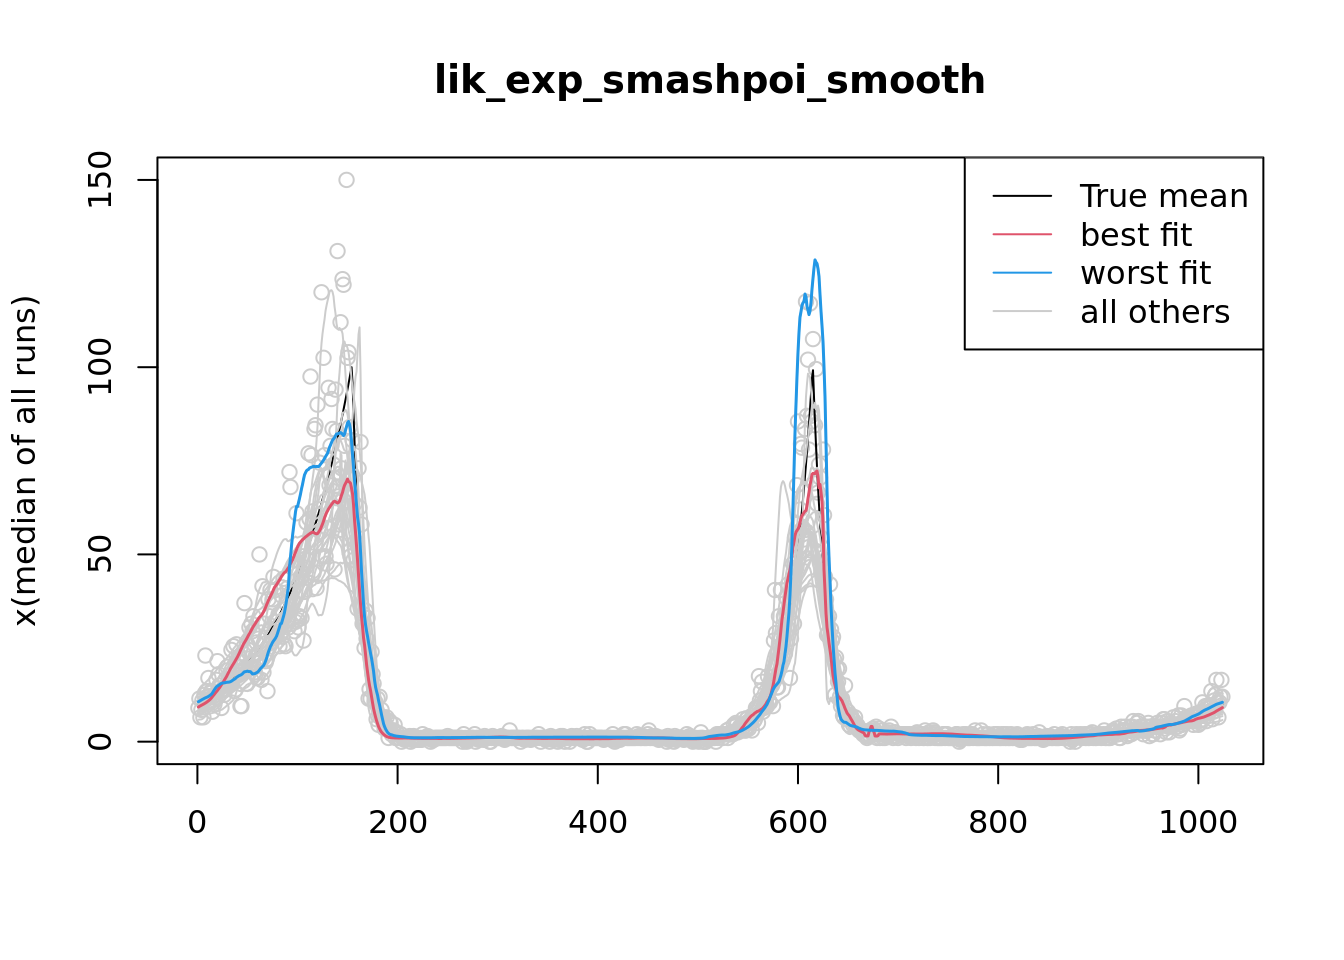 lik_exp_smashpoi_smooth
x(median of all runs)
150
100
50
0
True mean
best fit
worst fit
all others
0 200 400 600 800 1000